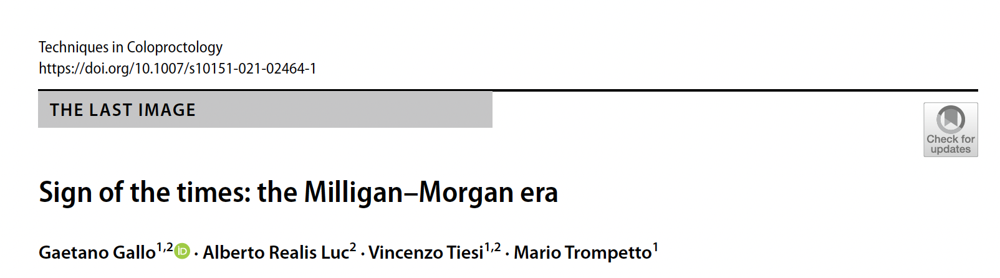 Techniques in Coloproctology
https://doi.org/10.1007/s10151-021-02464-1
THE LAST IMAGE
Check for
updates
Sign of the times: the Milligan–Morgan era
Gaetano Gallo1,2 iD · Alberto Realis Luc2 · Vincenzo Tiesi1,2 · Mario Trompetto1